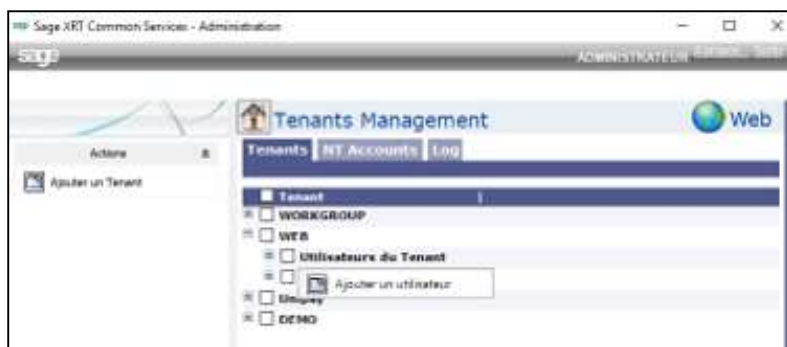 Sage XRT Common Services - Administration
sage
ADMINISTRATEUR
Tenants Management
Web
Actions
Ajouter un Tenant
Tenants NT Accounts Log
Tenant
WORKGROUP
WEB
Utilisateurs du Tenant
Ajouter un utilisateur
Unipay
DEMO